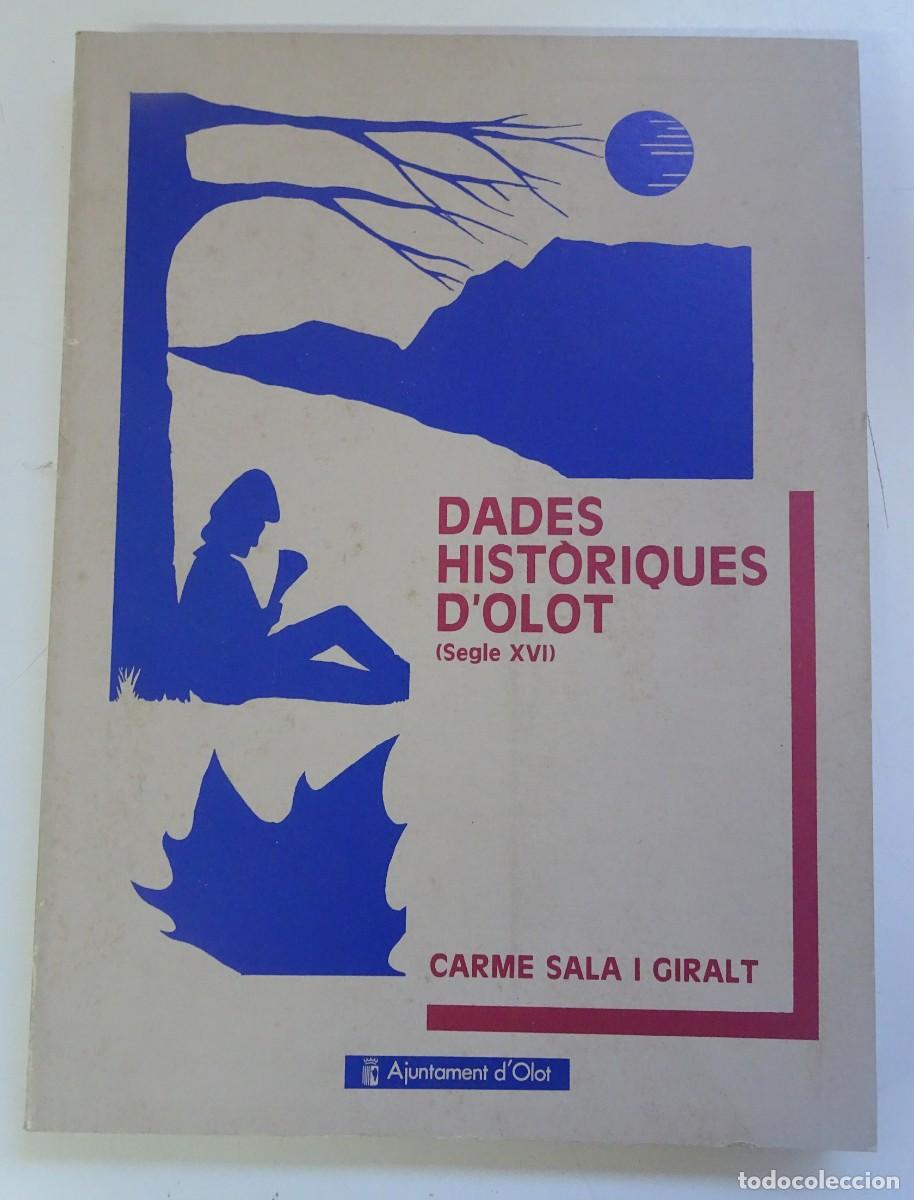 DADES
HISTÒRIQUES
D'OLOT
(Segle XVI)
CARME SALA I GIRALT
Ajuntament d'Olot
todocoleccion